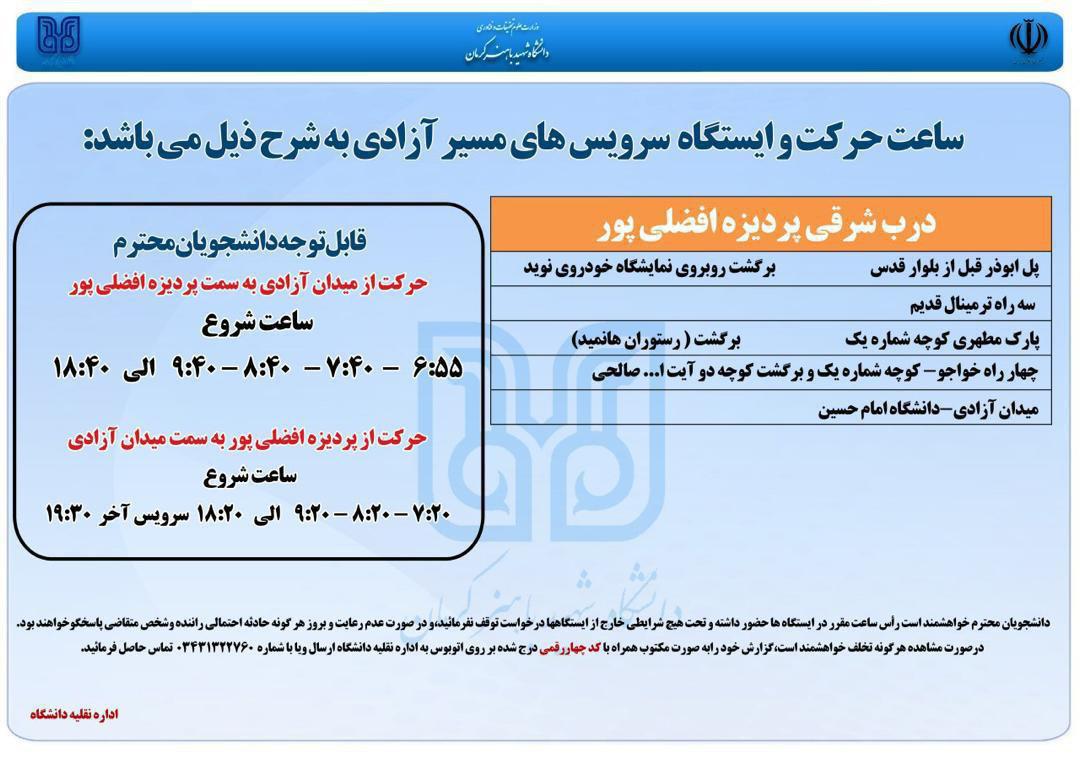 وزارت علوم تحقیقات و فناوری
دانشگاه شهید باهنر کرمان
ساعت حرکت و ایستگاه سرویس های مسیر آزادی به شرح ذیل می باشد:
درب شرقی پردیزه افضلی پور
پل ابوذر قبل از بلوار قدس برگشت روبروی نمایشگاه خودروی نوید
سه راه ترمینال قدیم
پارک مطهری کوچه شماره یک برگشت ( رستوران هانمید)
چهار راه خواجو- کوچه شماره یک و برگشت کوچه دو آیت ا... صالحی
میدان آزادی-دانشگاه امام حسین
قابل توجه دانشجویان محترم
حرکت از میدان آزادی به سمت پردیزه افضلی پور
ساعت شروع
۶:۵۵ - ۷:۴۰ - ۸:۴۰ - ۹:۴۰ الی ۱۸:۴۰
حرکت از پردیزه افضلی پور به سمت میدان آزادی
ساعت شروع
۷:۲۰ - ۸:۲۰ - ۹:۲۰ الی ۱۸:۲۰ سرویس آخر ۱۹:۳۰
دانشگاه شهید باهنر کرمان
دانشجویان محترم خواهشمند است رأس ساعت مقرر در ایستگاه ها حضور داشته و تحت هیچ شرایطی خارج از ایستگاهها درخواست توقف نفرمائید،و در صورت عدم رعایت و بروز هر گونه حادثه احتمالی راننده و شخص متقاضی پاسخگو خواهند بود.
درصورت مشاهده هرگونه تخلف خواهشمند است،گزارش خود را به صورت مکتوب همراه با کد چهاررقمی درج شده بر روی اتوبوس به اداره نقلیه دانشگاه ارسال ویا با شماره ۰۳۴۳۱۳۲۲۷۶۰ تماس حاصل فرمائید.
اداره نقلیه دانشگاه